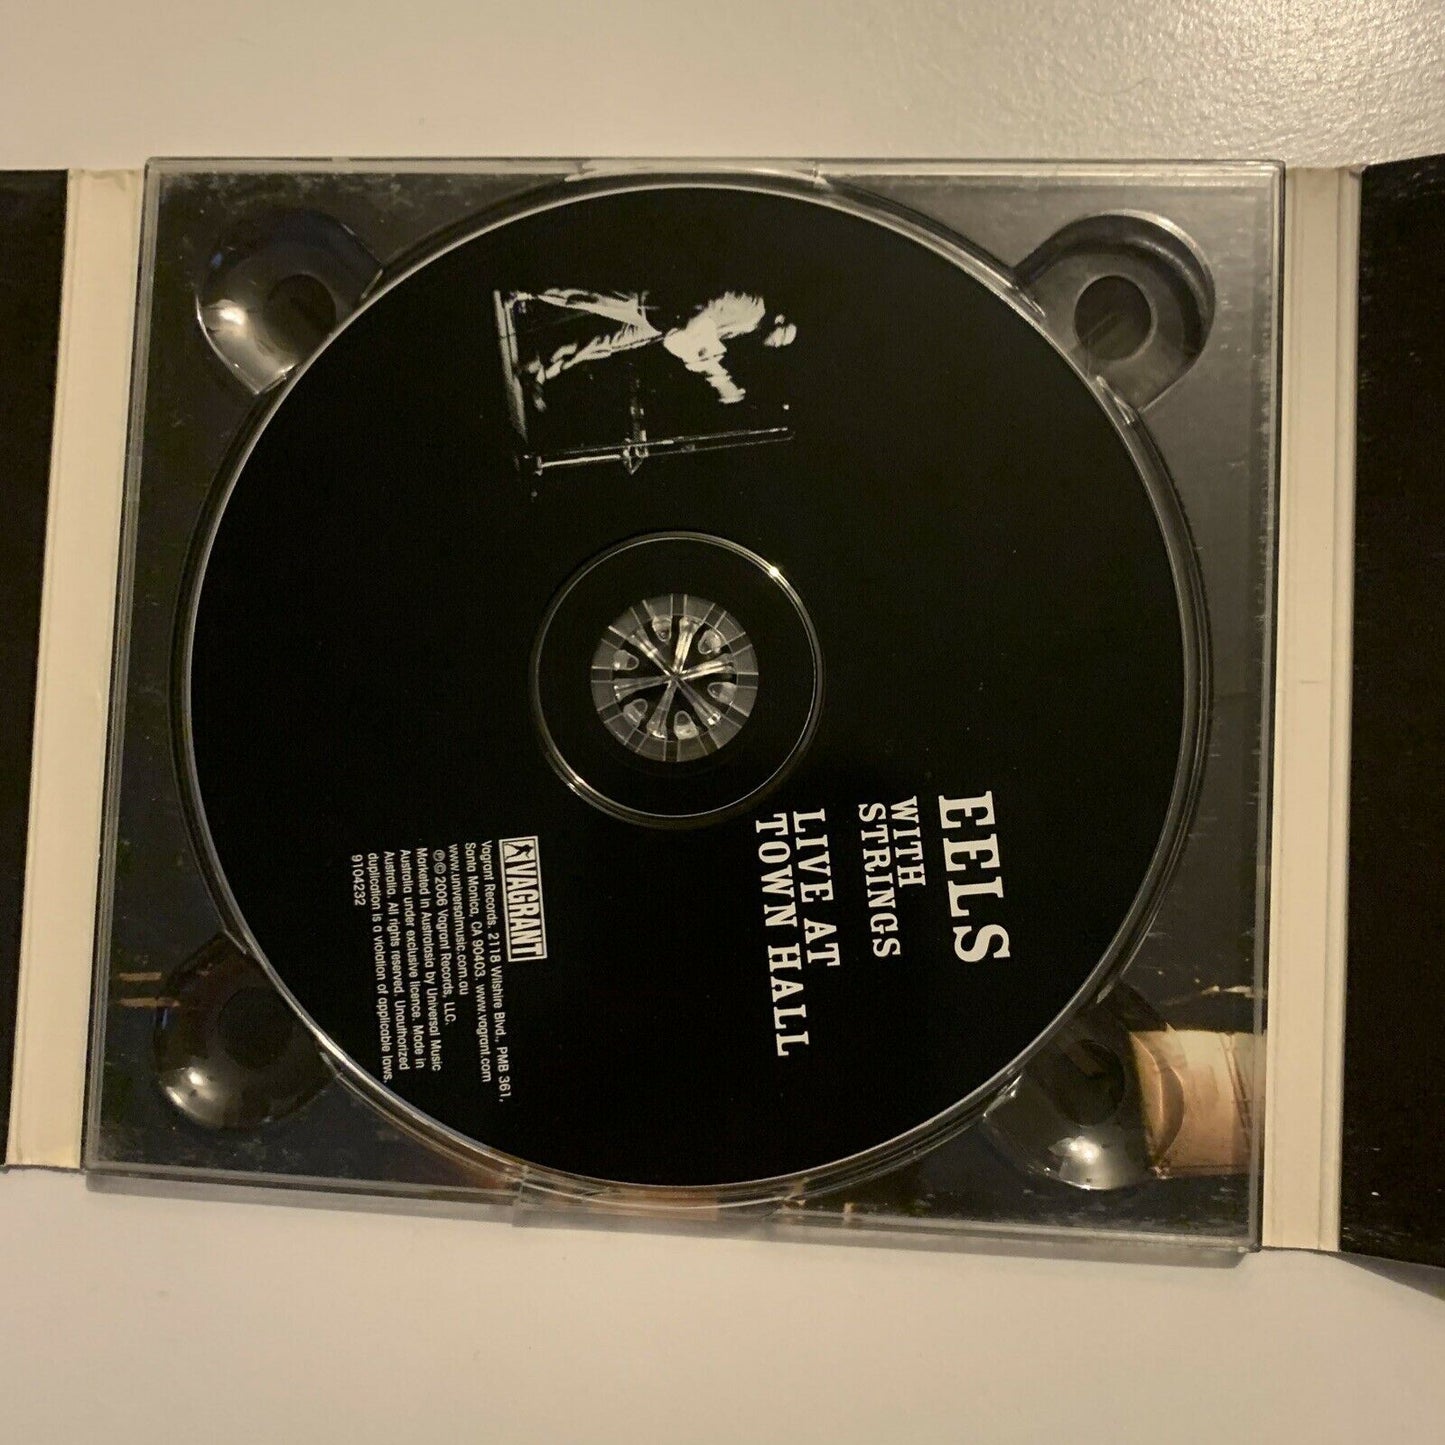 EELS
WITH
STRINGS
LIVE AT
TOWN HALL
VAGRANT
Vagrant Records. 2118 Wilshire Blvd., PMB 361,
Santa Monica, CA 90403. www.vagrant.com
www.universalmusic.com.au
℗ © 2006 Vagrant Records, LLC.
Marketed in Australasia by Universal Music
Australia under exclusive licence. Made in
Australia. All rights reserved. Unauthorized
duplication is a violation of applicable laws.
9104232